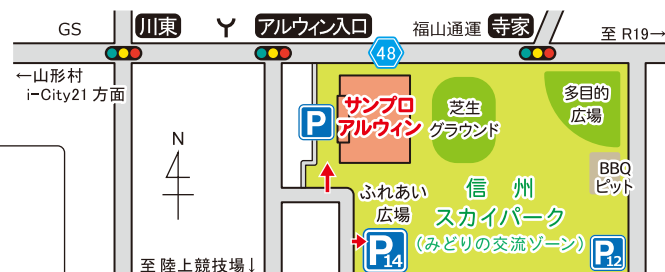 GS
川東
アルウィン入口
福山通運
寺家
至 R19→
48
←山形村
i-City21 方面
P
サンプロ
アルウィン
芝生
グラウンド
多目的
広場
BBQ
ピット
N
ふれあい
広場
信州
スカイパーク
(みどりの交流ゾーン)
P14
P12
至 陸上競技場↓